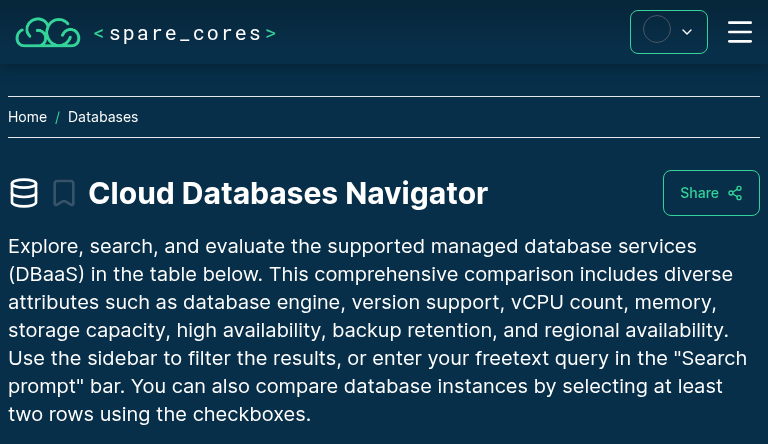 <spare_cores>
Home / Databases
Cloud Databases Navigator
Share
Explore, search, and evaluate the supported managed database services
(DBaaS) in the table below. This comprehensive comparison includes diverse
attributes such as database engine, version support, vCPU count, memory,
storage capacity, high availability, backup retention, and regional availability.
Use the sidebar to filter the results, or enter your freetext query in the "Search
prompt" bar. You can also compare database instances by selecting at least
two rows using the checkboxes.